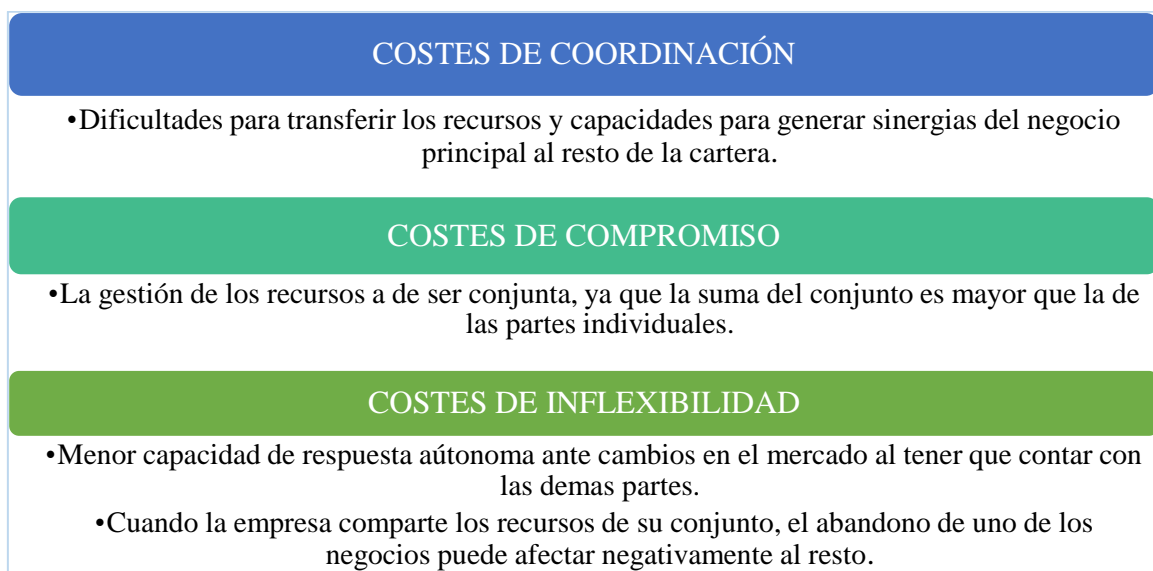 COSTES DE COORDINACIÓN
•Dificultades para transferir los recursos y capacidades para generar sinergias del negocio
principal al resto de la cartera.
COSTES DE COMPROMISO
•La gestión de los recursos a de ser conjunta, ya que la suma del conjunto es mayor que la de
las partes individuales.
COSTES DE INFLEXIBILIDAD
•Menor capacidad de respuesta aútonoma ante cambios en el mercado al tener que contar con
las demas partes.
•Cuando la empresa comparte los recursos de su conjunto, el abandono de uno de los
negocios puede afectar negativamente al resto.